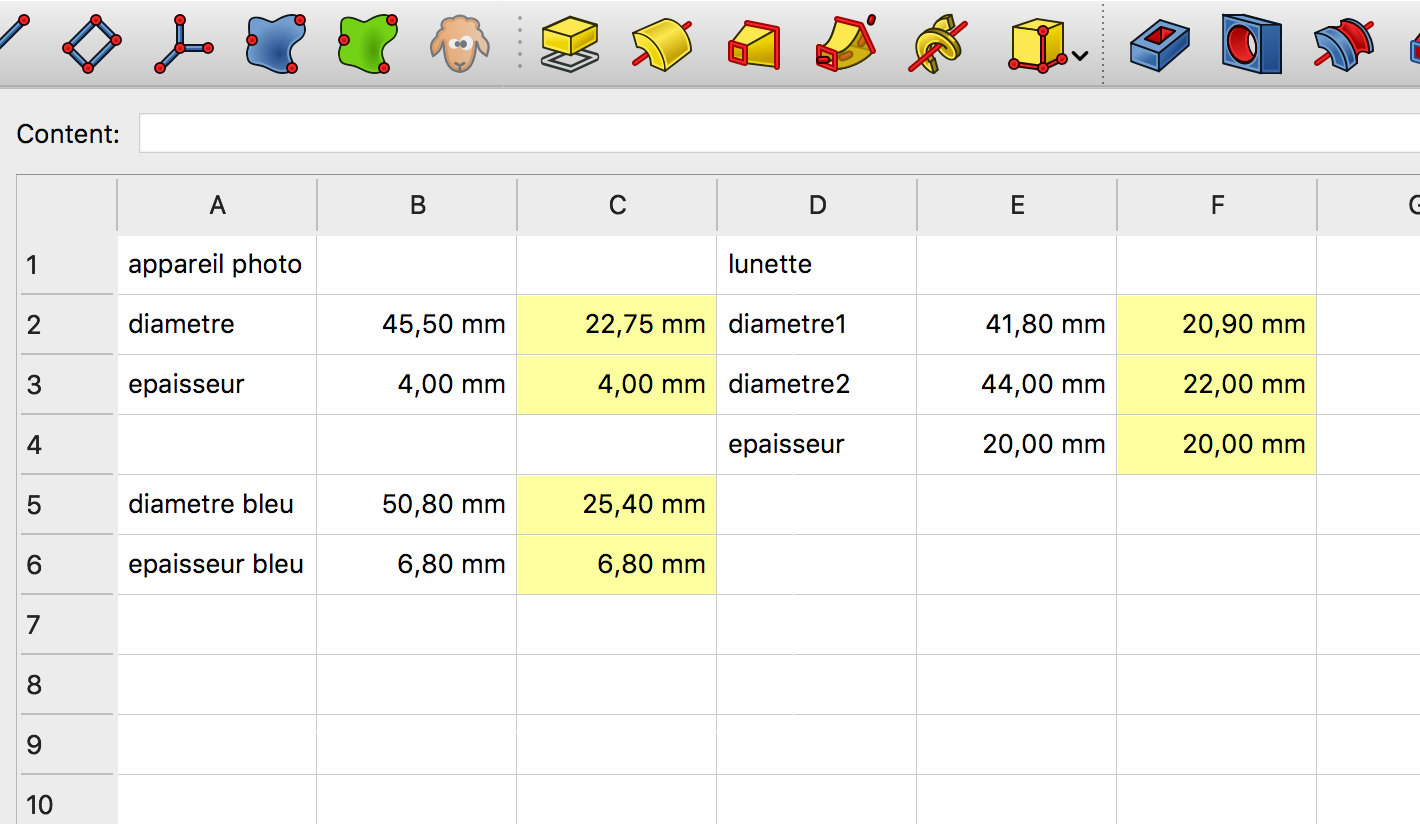 Content:
A B C D E F
1 appareil photo lunette
2 diametre 45,50 mm 22,75 mm diametre1 41,80 mm 20,90 mm
3 epaisseur 4,00 mm 4,00 mm diametre2 44,00 mm 22,00 mm
4 epaisseur 20,00 mm 20,00 mm
5 diametre bleu 50,80 mm 25,40 mm
6 epaisseur bleu 6,80 mm 6,80 mm
7
8
9
10